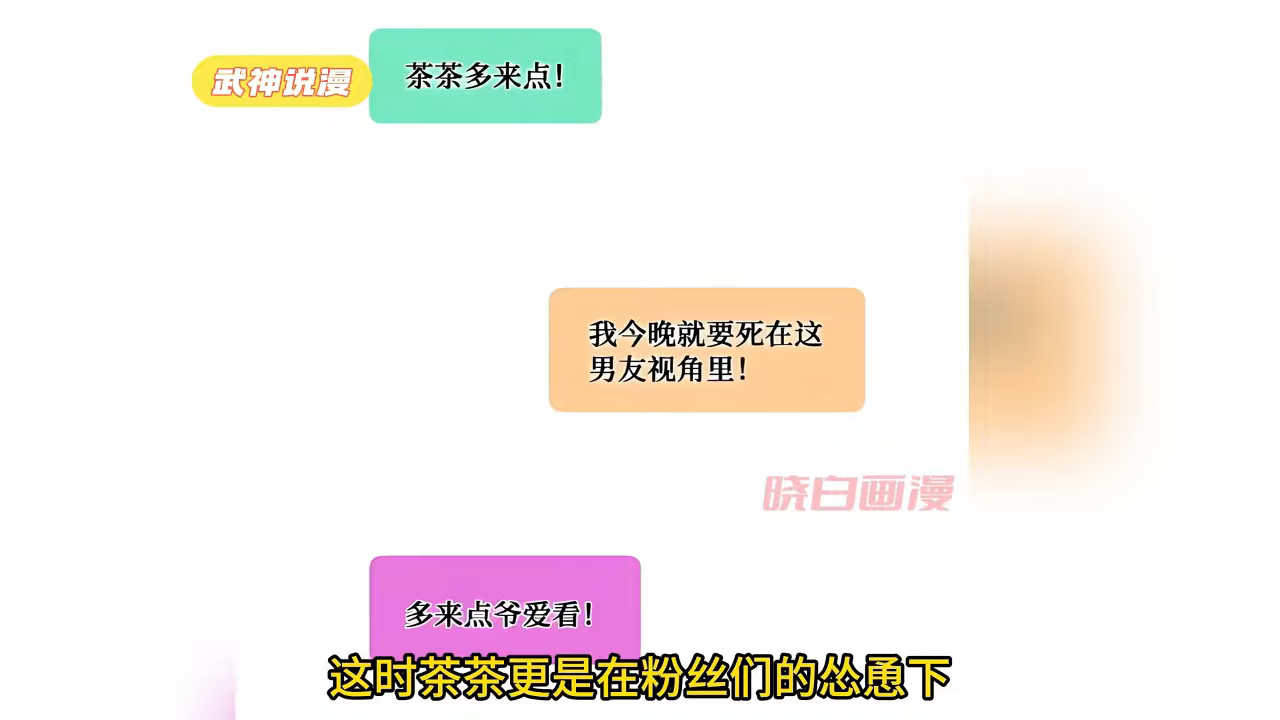 茶茶多来点！
武神说漫
我今晚就要死在这
男友视角里！
晓白画漫
多来点爷爱看！
这时茶茶更是在粉丝们的怂恿下